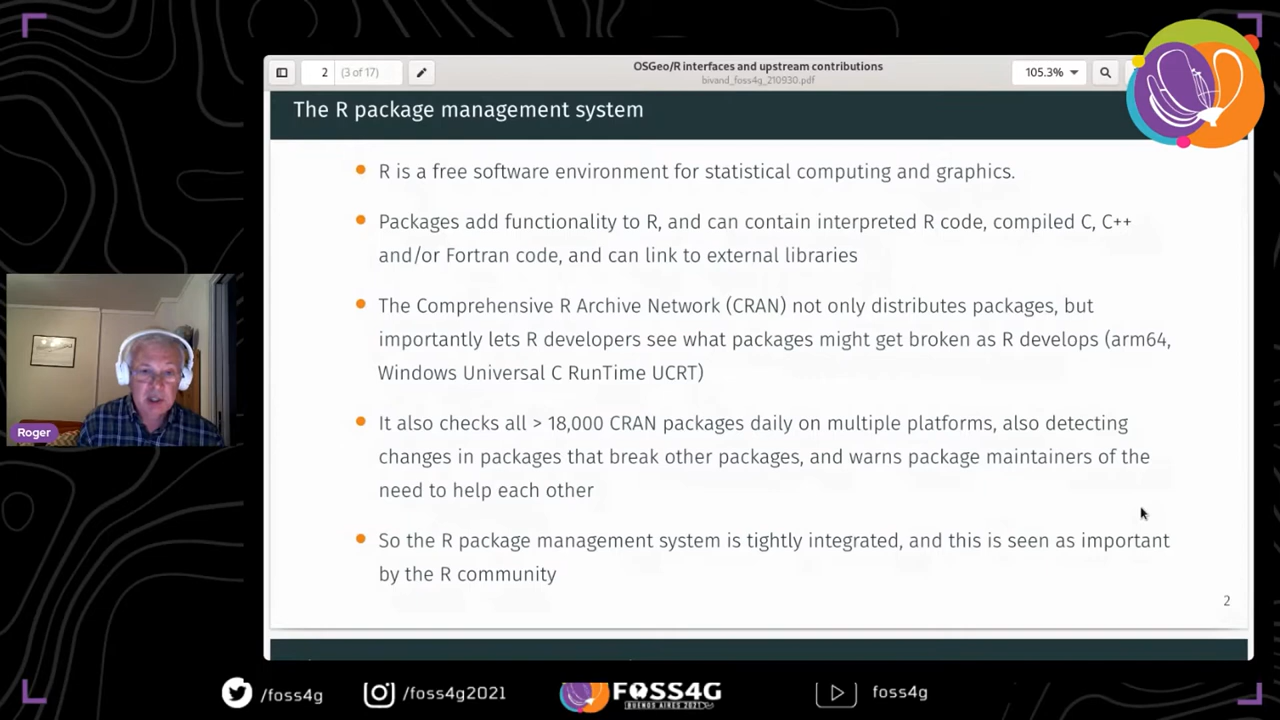 2 (3 of 17)
OSGeo/R interfaces and upstream contributions
bivand_foss4g_210930.pdf
105.3%
The R package management system
R is a free software environment for statistical computing and graphics.
Packages add functionality to R, and can contain interpreted R code, compiled C, C++
and/or Fortran code, and can link to external libraries
The Comprehensive R Archive Network (CRAN) not only distributes packages, but
importantly lets R developers see what packages might get broken as R develops (arm64,
Windows Universal C RunTime UCRT)
It also checks all > 18,000 CRAN packages daily on multiple platforms, also detecting
changes in packages that break other packages, and warns package maintainers of the
need to help each other
So the R package management system is tightly integrated, and this is seen as important
by the R community
2
Roger
/foss4g
/foss4g2021
FOSS4G
BUENOS AIRES 2021
foss4g